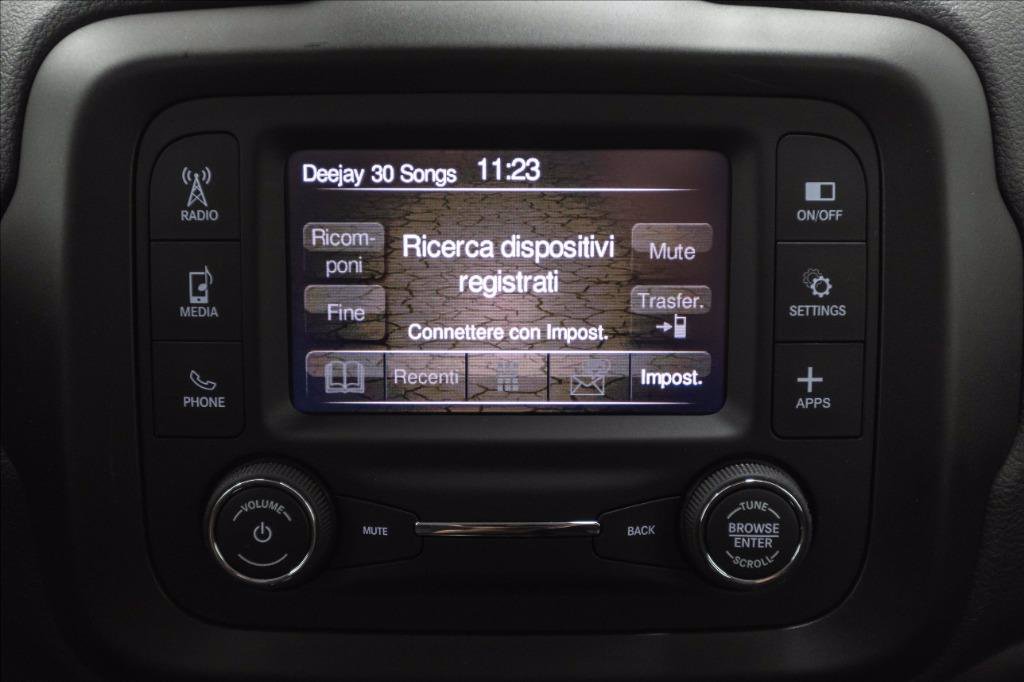 Deejay 30 Songs 11:23
RADIO
ON/OFF
Ricom-
poni
Ricerca dispositivi
registrati
Mute
MEDIA
Fine
Connettere con Impost.
Trasfer.
SETTINGS
PHONE
Recenti
Impost.
APPS
VOLUME
MUTE
BACK
TUNE
BROWSE
ENTER
SCROLL